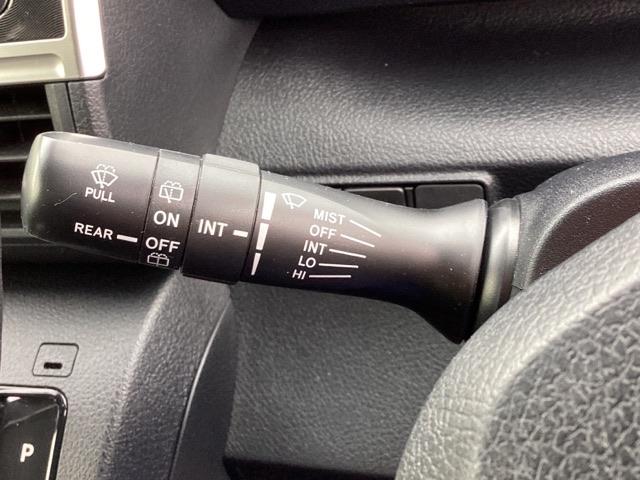 PULL
REAR
ON
OFF
INT
MIST
OFF
INT
LO
HI
P